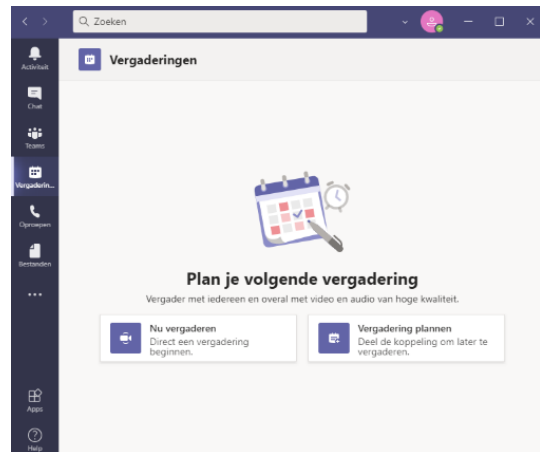 Zoeken
Activiteit
Vergaderingen
Chat
Teams
Vergaderin...
Oproepen
Bestanden
Plan je volgende vergadering
Vergader met iedereen en overal met video en audio van hoge kwaliteit.
Nu vergaderen
Direct een vergadering
beginnen.
Vergadering plannen
Deel de koppeling om later te
vergaderen.
Apps
Help